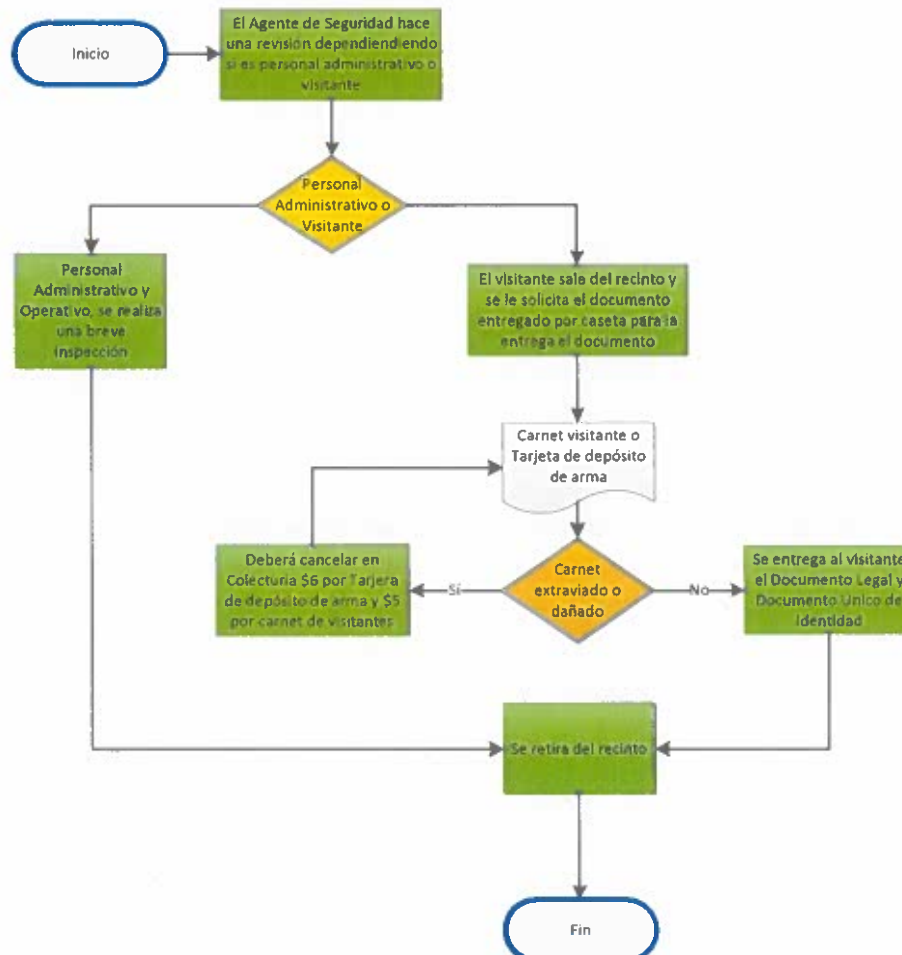 Inicio
El Agente de Seguridad hace
una revisión dependiendiendo
si es personal administrativo o
visitante
Personal
Administrativo o
Visitante
Personal
Administrativo y
Operativo, se realiza
una breve
inspección
El visitante sale del recinto y
se le solicita el documento
entregado por caseta para la
entrega el documento
Carnet visitante o
Tarjeta de depósito
de arma
Deberá cancelar en
Colecturia $6 por Tarjera
de depósito de arma y $5
por carnet de visitantes
Si
Carnet
extraviado o
dañado
No
Se entrega al visitante
el Documento Legal y
Documento Unico de
Identidad
Se retira del recinto
Fin